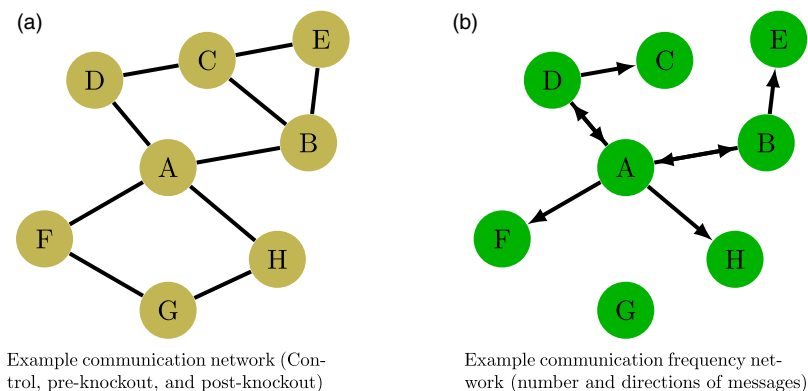 (a)
(b)
E
C
D
B
A
F
H
G
Example communication network (Con-
trol, pre-knockout, and post-knockout)
E
C
D
B
A
F
H
G
Example communication frequency net-
work (number and directions of messages)